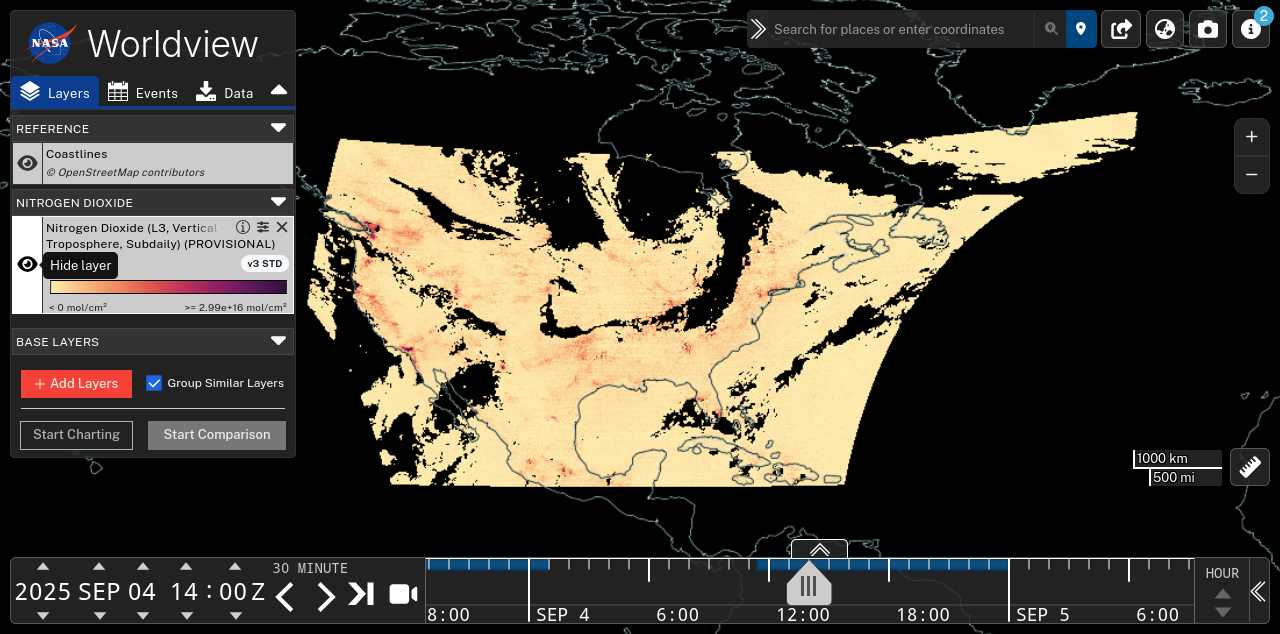 NASA Worldview
Search for places or enter coordinates
2
Layers Events Data
REFERENCE
Coastlines
© OpenStreetMap contributors
NITROGEN DIOXIDE
Nitrogen Dioxide (L3, Vertical
Troposphere, Subdaily) (PROVISIONAL)
Hide layer
v3 STD
< 0 mol/cm² >= 2.99e+16 mol/cm²
BASE LAYERS
+ Add Layers Group Similar Layers
Start Charting Start Comparison
1000 km
500 mi
30 MINUTE
2025 SEP 04 14 : 00 Z
8:00 SEP 4 6:00 12:00 18:00 SEP 5 6:00
HOUR